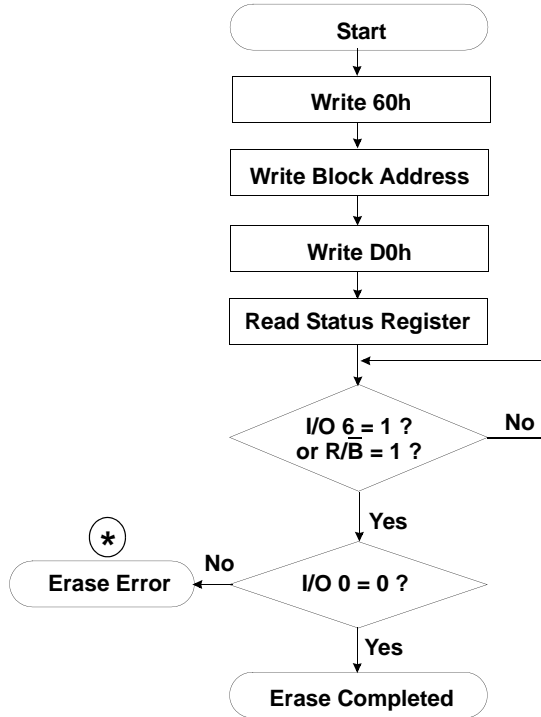 Start
Write 60h
Write Block Address
Write D0h
Read Status Register
I/O 6 = 1 ?
or R/B̅ = 1 ?
No
Yes
*
No
Erase Error
I/O 0 = 0 ?
Yes
Erase Completed